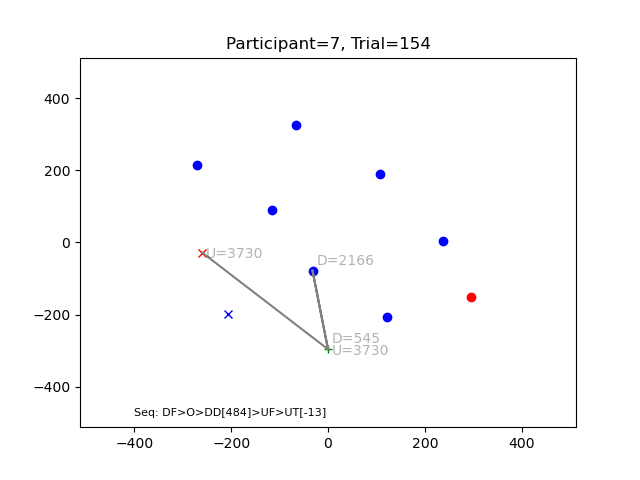 Participant=7, Trial=154
400
200
0
−200
−400
U=3730
D=2166
D=545
U=3730
Seq: DF>O>DD[484]>UF>UT[-13]
−400
−200
0
200
400